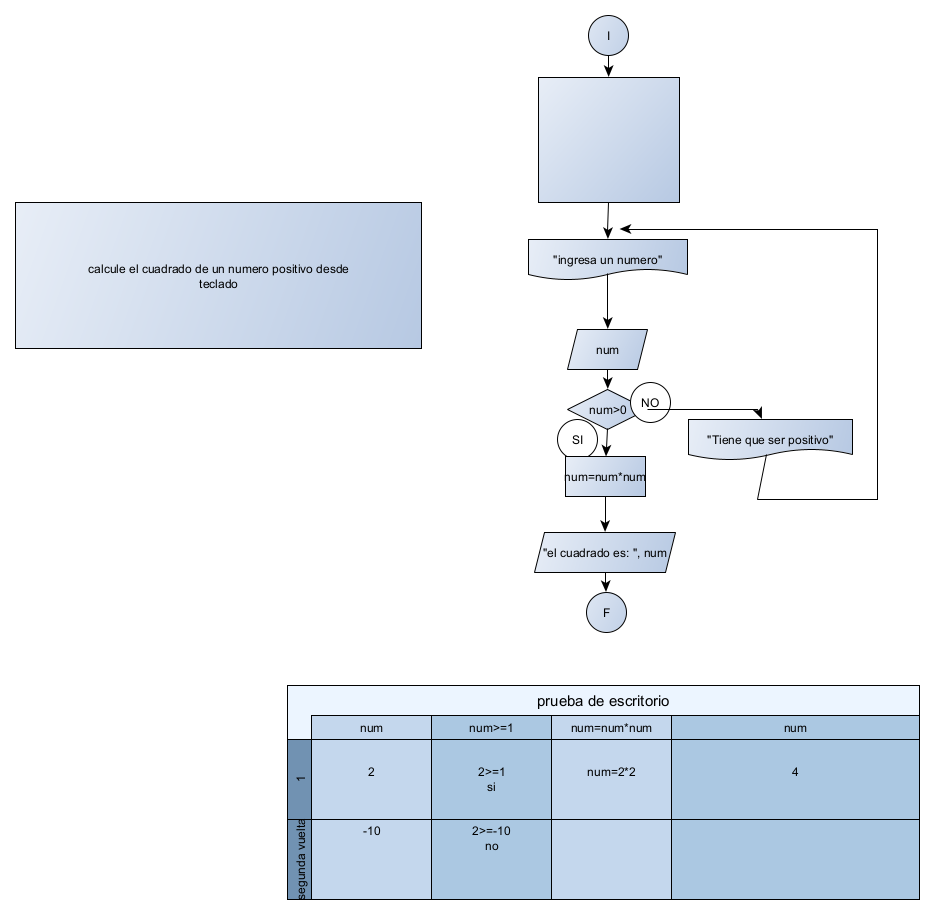 I
calcule el cuadrado de un numero positivo desde
teclado
"ingresa un numero"
num
num>0
NO
SI
"Tiene que ser positivo"
num=num*num
"el cuadrado es: ", num
F
prueba de escritorio
num
num>=1
num=num*num
num
1
2
2>=1
si
num=2*2
4
segunda vuelta
-10
2>=-10
no